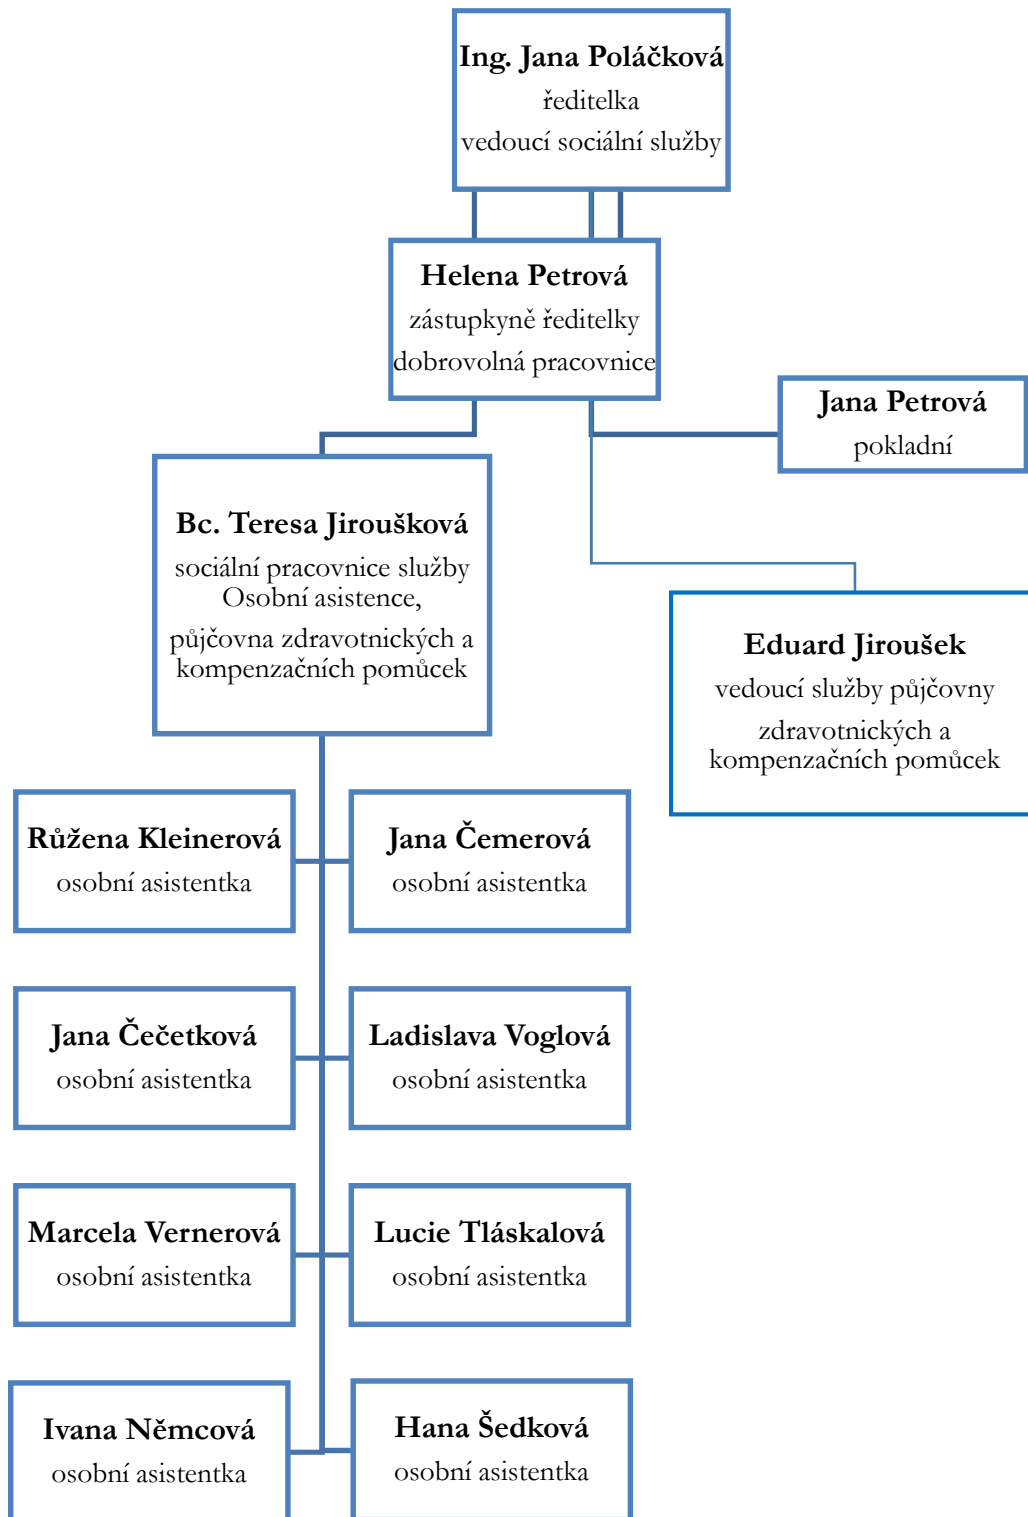 Ing. Jana Poláčková
ředitelka
vedoucí sociální služby
Helena Petrová
zástupkyně ředitelky
dobrovolná pracovnice
Jana Petrová
pokladní
Bc. Teresa Jiroušková
sociální pracovnice služby
Osobní asistence,
půjčovna zdravotnických a
kompenzačních pomůcek
Eduard Jiroušek
vedoucí služby půjčovny
zdravotnických a
kompenzačních pomůcek
Růžena Kleinerová
osobní asistentka
Jana Čemerová
osobní asistentka
Jana Čečetková
osobní asistentka
Ladislava Voglová
osobní asistentka
Marcela Vernerová
osobní asistentka
Lucie Tláskalová
osobní asistentka
Ivana Němcová
osobní asistentka
Hana Šedková
osobní asistentka